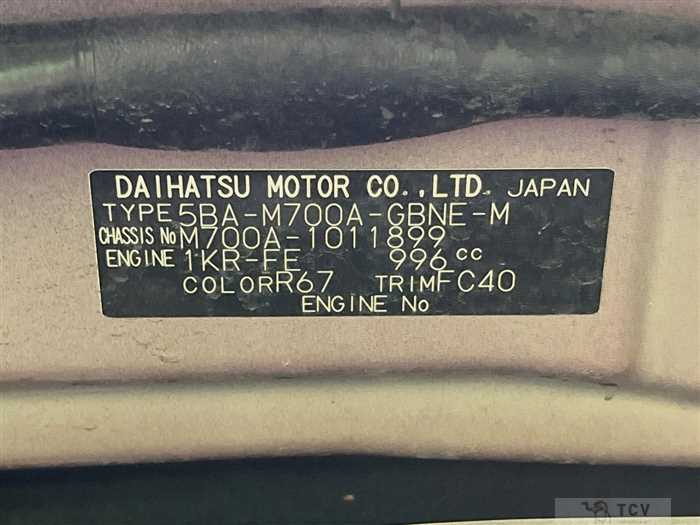 DAIHATSU MOTOR CO.,LTD. JAPAN
TYPE 5BA-M700A-GBNE-M
CHASSIS No M700A-1011899
ENGINE 1KR-FE 996 cc
COLOR R67 TRIM FC40
ENGINE No
TCV